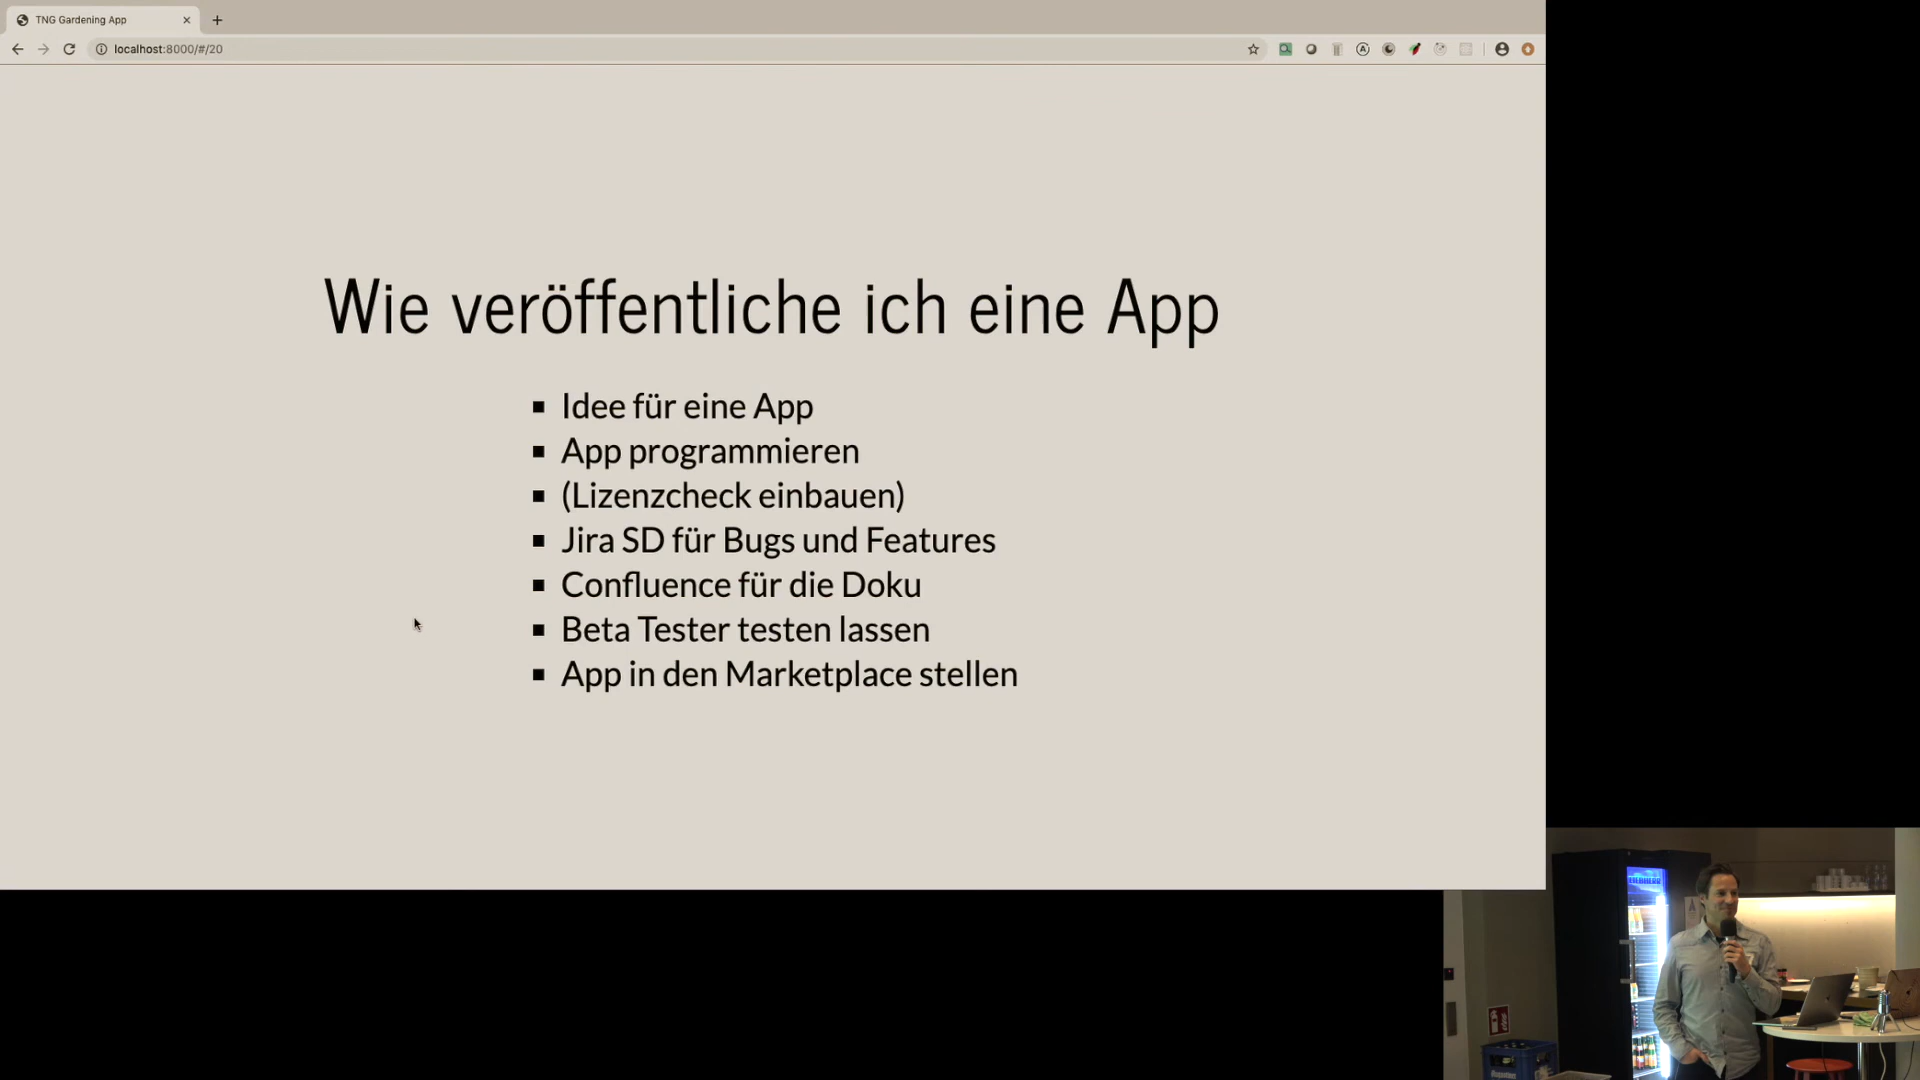 TNG Gardening App
localhost:8000/#/20
Wie veröffentliche ich eine App
Idee für eine App
App programmieren
(Lizenzcheck einbauen)
Jira SD für Bugs und Features
Confluence für die Doku
Beta Tester testen lassen
App in den Marketplace stellen
LIEBHERR